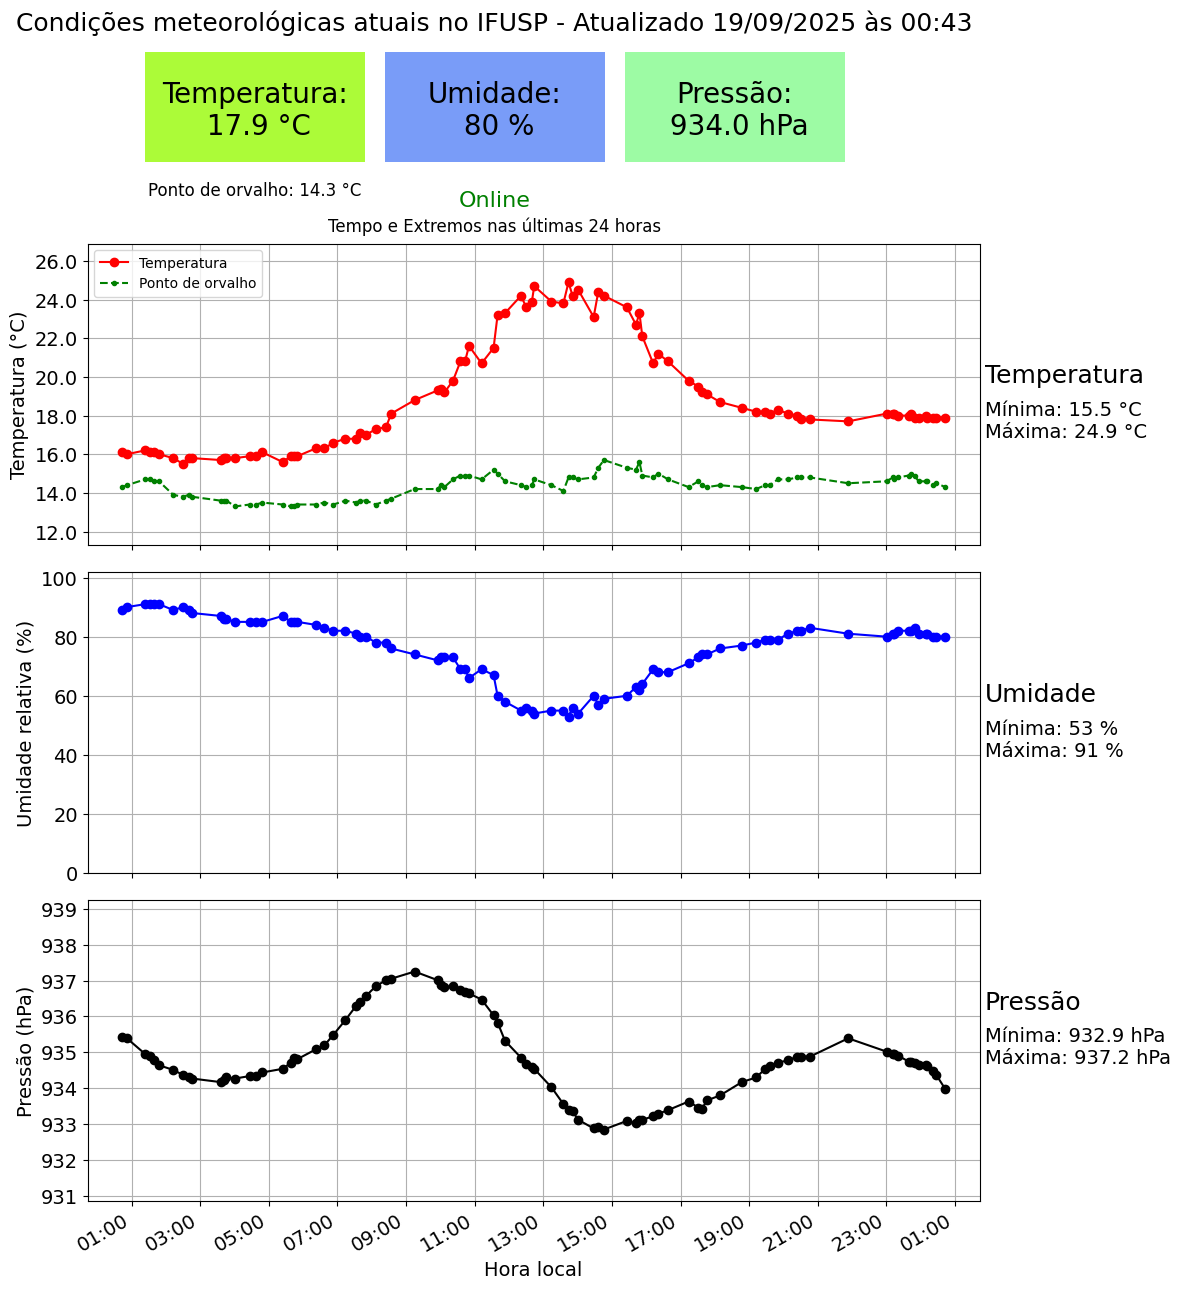 Condições meteorológicas atuais no IFUSP - Atualizado 19/09/2025 às 00:43
Temperatura:
17.9 °C
Umidade:
80 %
Pressão:
934.0 hPa
Ponto de orvalho: 14.3 °C
Online
Tempo e Extremos nas últimas 24 horas
Temperatura
Ponto de orvalho
Temperatura (°C)
26.0
24.0
22.0
20.0
18.0
16.0
14.0
12.0
Temperatura
Mínima: 15.5 °C
Máxima: 24.9 °C
Umidade relativa (%)
100
80
60
40
20
0
Umidade
Mínima: 53 %
Máxima: 91 %
Pressão (hPa)
939
938
937
936
935
934
933
932
931
Pressão
Mínima: 932.9 hPa
Máxima: 937.2 hPa
01:00 03:00 05:00 07:00 09:00 11:00 13:00 15:00 17:00 19:00 21:00 23:00 01:00
Hora local